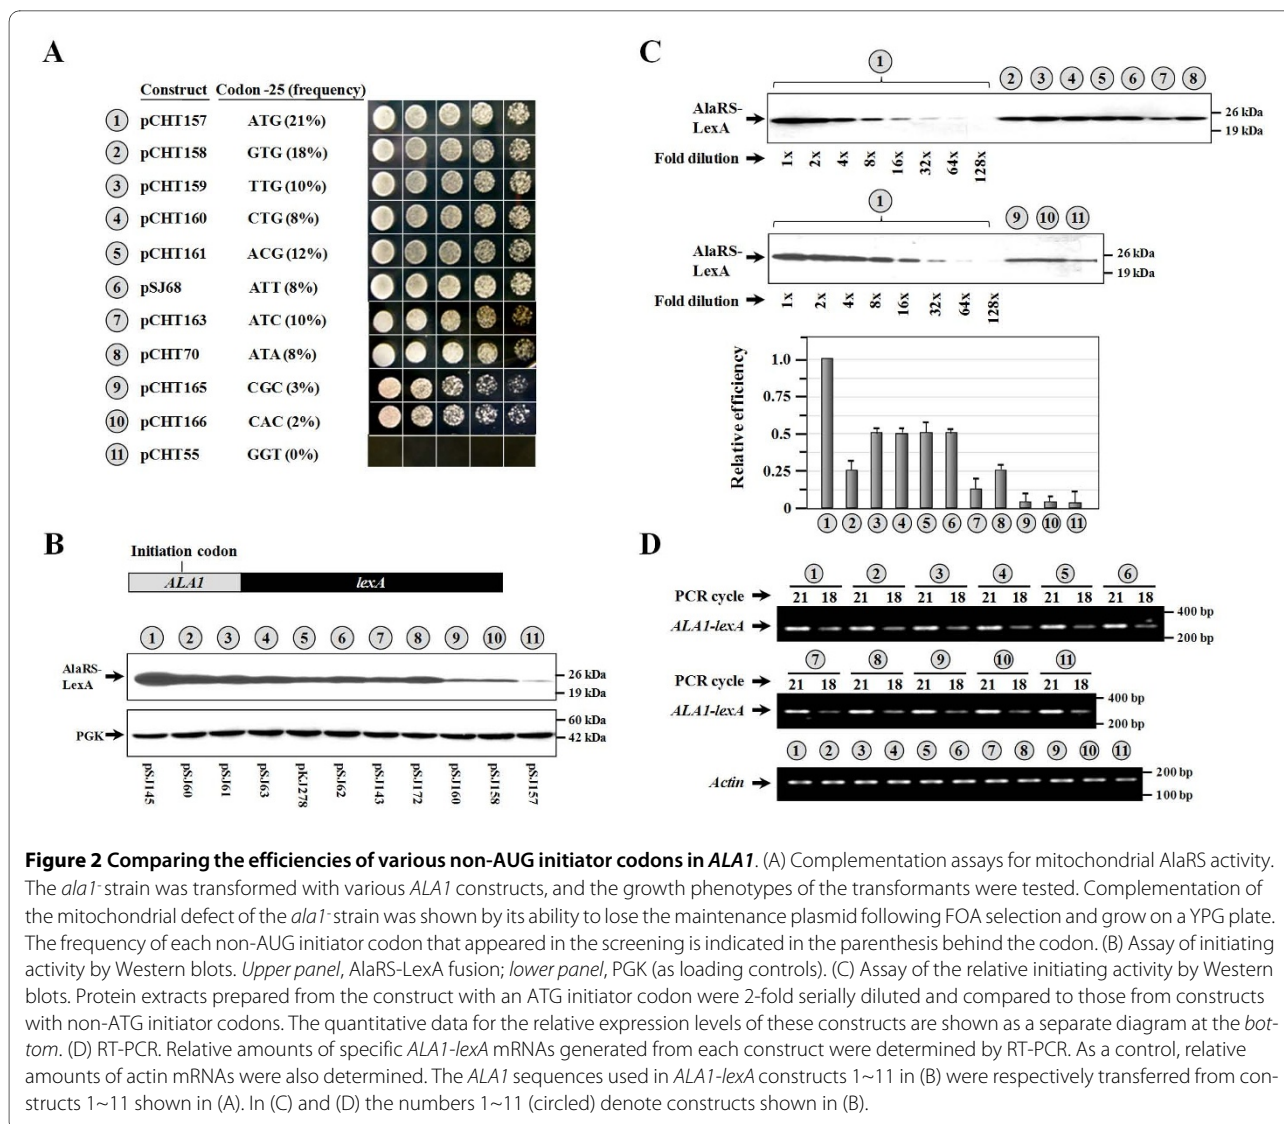 A
Construct Codon -25 (frequency)
1 pCHT157 ATG (21%)
2 pCHT158 GTG (18%)
3 pCHT159 TTG (10%)
4 pCHT160 CTG (8%)
5 pCHT161 ACG (12%)
6 pSJ68 ATT (8%)
7 pCHT163 ATC (10%)
8 pCHT70 ATA (8%)
9 pCHT165 CGC (3%)
10 pCHT166 CAC (2%)
11 pCHT55 GGT (0%)
B
Initiation codon
ALA1 lexA
1 2 3 4 5 6 7 8 9 10 11
AlaRS-
LexA
26 kDa
19 kDa
PGK
60 kDa
42 kDa
pSJ145 pSJ60 pSJ61 pSJ63 pKJ278 pSJ62 pSJ143 pSJ172 pSJ160 pSJ158 pSJ157
C
1 2 3 4 5 6 7 8
AlaRS-
LexA
26 kDa
19 kDa
Fold dilution 1x 2x 4x 8x 16x 32x 64x 128x
1 9 10 11
AlaRS-
LexA
26 kDa
19 kDa
Fold dilution 1x 2x 4x 8x 16x 32x 64x 128x
Relative efficiency
1.0
0.75
0.5
0.25
0
1 2 3 4 5 6 7 8 9 10 11
D
1 2 3 4 5 6
PCR cycle 21 18 21 18 21 18 21 18 21 18 21 18
400 bp
ALA1-lexA
200 bp
7 8 9 10 11
PCR cycle 21 18 21 18 21 18 21 18 21 18
400 bp
ALA1-lexA
200 bp
1 2 3 4 5 6 7 8 9 10 11
Actin
200 bp
100 bp
Figure 2 Comparing the efficiencies of various non-AUG initiator codons in ALA1. (A) Complementation assays for mitochondrial AlaRS activity.
The ala1- strain was transformed with various ALA1 constructs, and the growth phenotypes of the transformants were tested. Complementation of
the mitochondrial defect of the ala1- strain was shown by its ability to lose the maintenance plasmid following FOA selection and grow on a YPG plate.
The frequency of each non-AUG initiator codon that appeared in the screening is indicated in the parenthesis behind the codon. (B) Assay of initiating
activity by Western blots. Upper panel, AlaRS-LexA fusion; lower panel, PGK (as loading controls). (C) Assay of the relative initiating activity by Western
blots. Protein extracts prepared from the construct with an ATG initiator codon were 2-fold serially diluted and compared to those from constructs
with non-ATG initiator codons. The quantitative data for the relative expression levels of these constructs are shown as a separate diagram at the bot-
tom. (D) RT-PCR. Relative amounts of specific ALA1-lexA mRNAs generated from each construct were determined by RT-PCR. As a control, relative
amounts of actin mRNAs were also determined. The ALA1 sequences used in ALA1-lexA constructs 1~11 in (B) were respectively transferred from con-
structs 1~11 shown in (A). In (C) and (D) the numbers 1~11 (circled) denote constructs shown in (B).